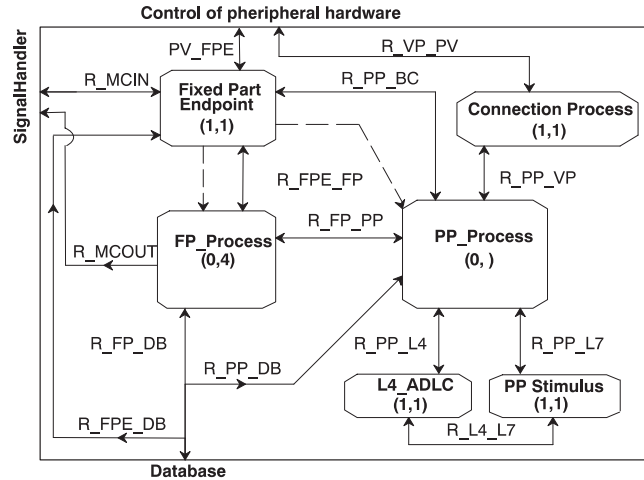 Control of pheripheral hardware
SignalHandler
PV_FPE
R_VP_PV
R_MCIN
Fixed Part
Endpoint
(1,1)
R_PP_BC
Connection Process
(1,1)
R_FPE_FP
R_PP_VP
R_MCOUT
FP_Process
(0,4)
R_FP_PP
PP_Process
(0, )
R_FP_DB
R_PP_DB
R_PP_L4
R_PP_L7
L4_ADLC
(1,1)
PP Stimulus
(1,1)
R_FPE_DB
R_L4_L7
Database